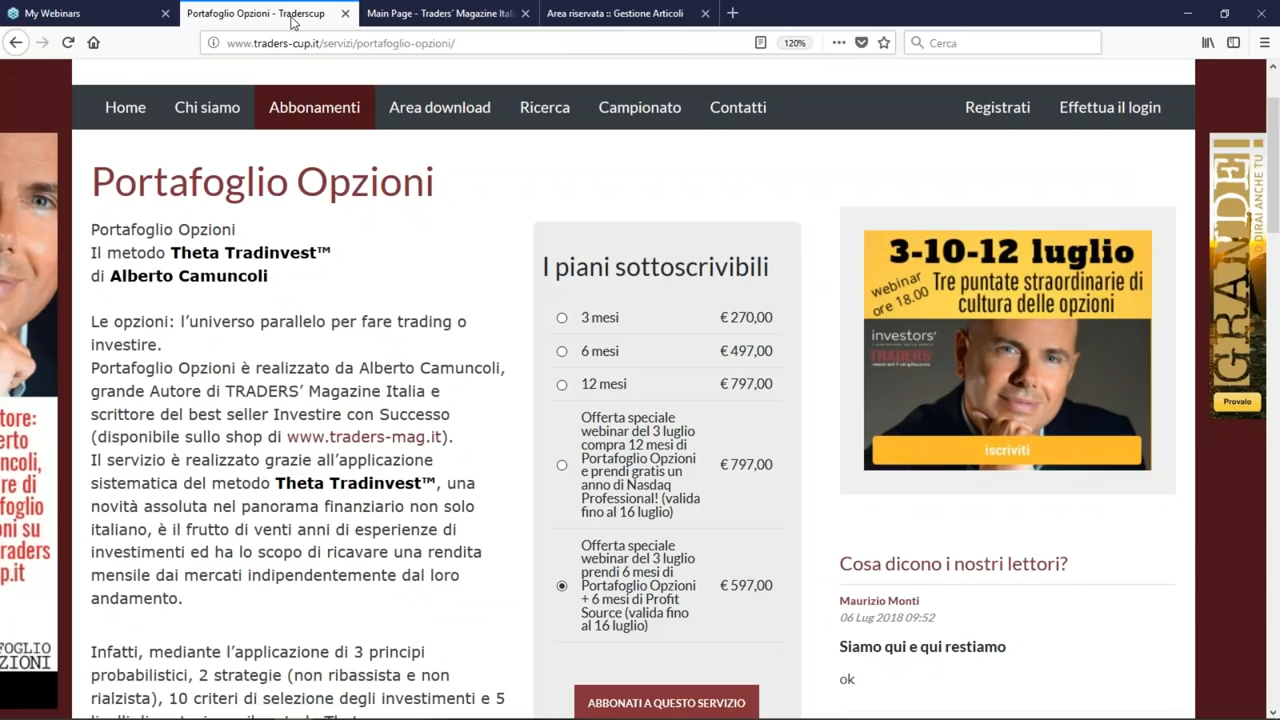 My Webinars
Portafoglio Opzioni - Traderscup
Main Page - Traders' Magazine Ital
Area riservata :: Gestione Articoli
www.traders-cup.it/servizi/portafoglio-opzioni/
120%
Cerca
Home
Chi siamo
Abbonamenti
Area download
Ricerca
Campionato
Contatti
Registrati
Effettua il login
Portafoglio Opzioni
Portafoglio Opzioni
Il metodo Theta Tradinvest™
di Alberto Camuncoli
Le opzioni: l'universo parallelo per fare trading o
investire.
Portafoglio Opzioni è realizzato da Alberto Camuncoli,
grande Autore di TRADERS' Magazine Italia e
scrittore del best seller Investire con Successo
(disponibile sullo shop di www.traders-mag.it).
Il servizio è realizzato grazie all'applicazione
sistematica del metodo Theta Tradinvest™, una
novità assoluta nel panorama finanziario non solo
italiano, è il frutto di venti anni di esperienze di
investimenti ed ha lo scopo di ricavare una rendita
mensile dai mercati indipendentemente dal loro
andamento.
Infatti, mediante l'applicazione di 3 principi
probabilistici, 2 strategie (non ribassista e non
rialzista), 10 criteri di selezione degli investimenti e 5
I piani sottoscrivibili
3 mesi € 270,00
6 mesi € 497,00
12 mesi € 797,00
Offerta speciale
webinar del 3 luglio
compra 12 mesi di
Portafoglio Opzioni
e prendi gratis un
anno di Nasdaq
Professional! (valida
fino al 16 luglio)
€ 797,00
Offerta speciale
webinar del 3 luglio
prendi 6 mesi di
Portafoglio Opzioni
+ 6 mesi di Profit
Source (valida fino
al 16 luglio)
€ 597,00
ABBONATI A QUESTO SERVIZIO
3-10-12 luglio
webinar
ore 18.00
Tre puntate straordinarie di
cultura delle opzioni
investors'
TRADERS
iscriviti
Cosa dicono i nostri lettori?
Maurizio Monti
06 Lug 2018 09:52
Siamo qui e qui restiamo
ok
tore:
erto
ncoli,
re di
foglio
oni su
raders
p.it
FOGLIO
ZIONI
GRANDE!
O DIRAI ANCHE TU
Provalo